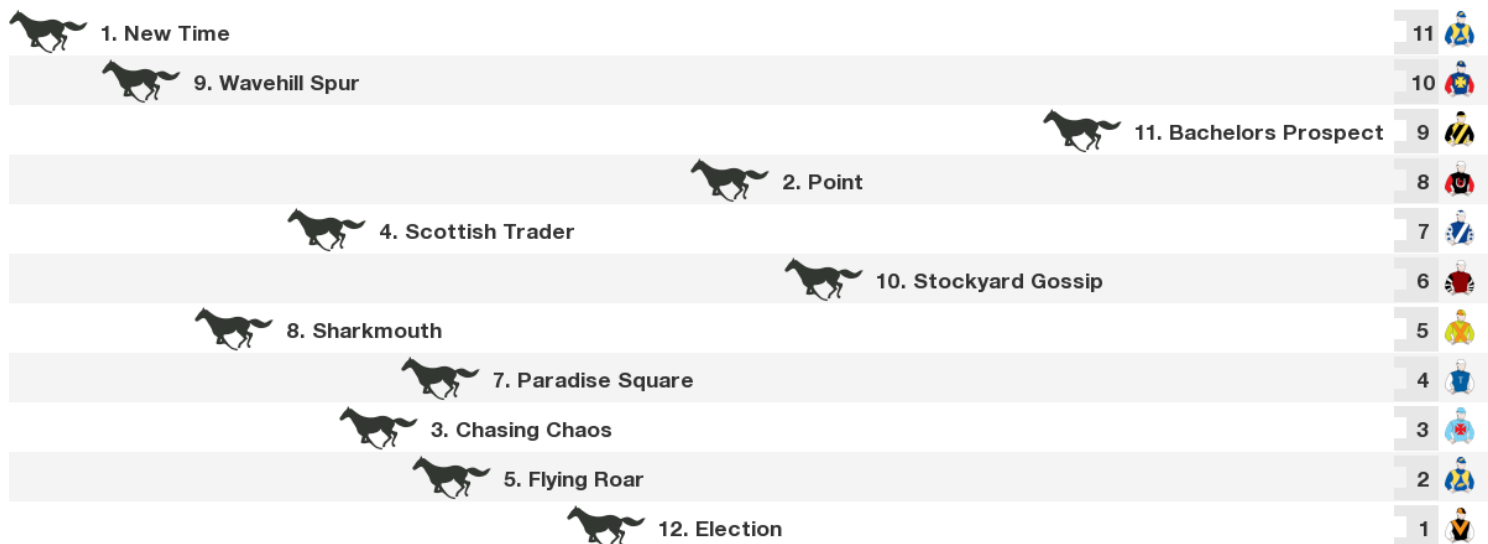 1. New Time 11
9. Wavehill Spur 10
11. Bachelors Prospect 9
2. Point 8
4. Scottish Trader 7
10. Stockyard Gossip 6
8. Sharkmouth 5
7. Paradise Square 4
3. Chasing Chaos 3
5. Flying Roar 2
12. Election 1